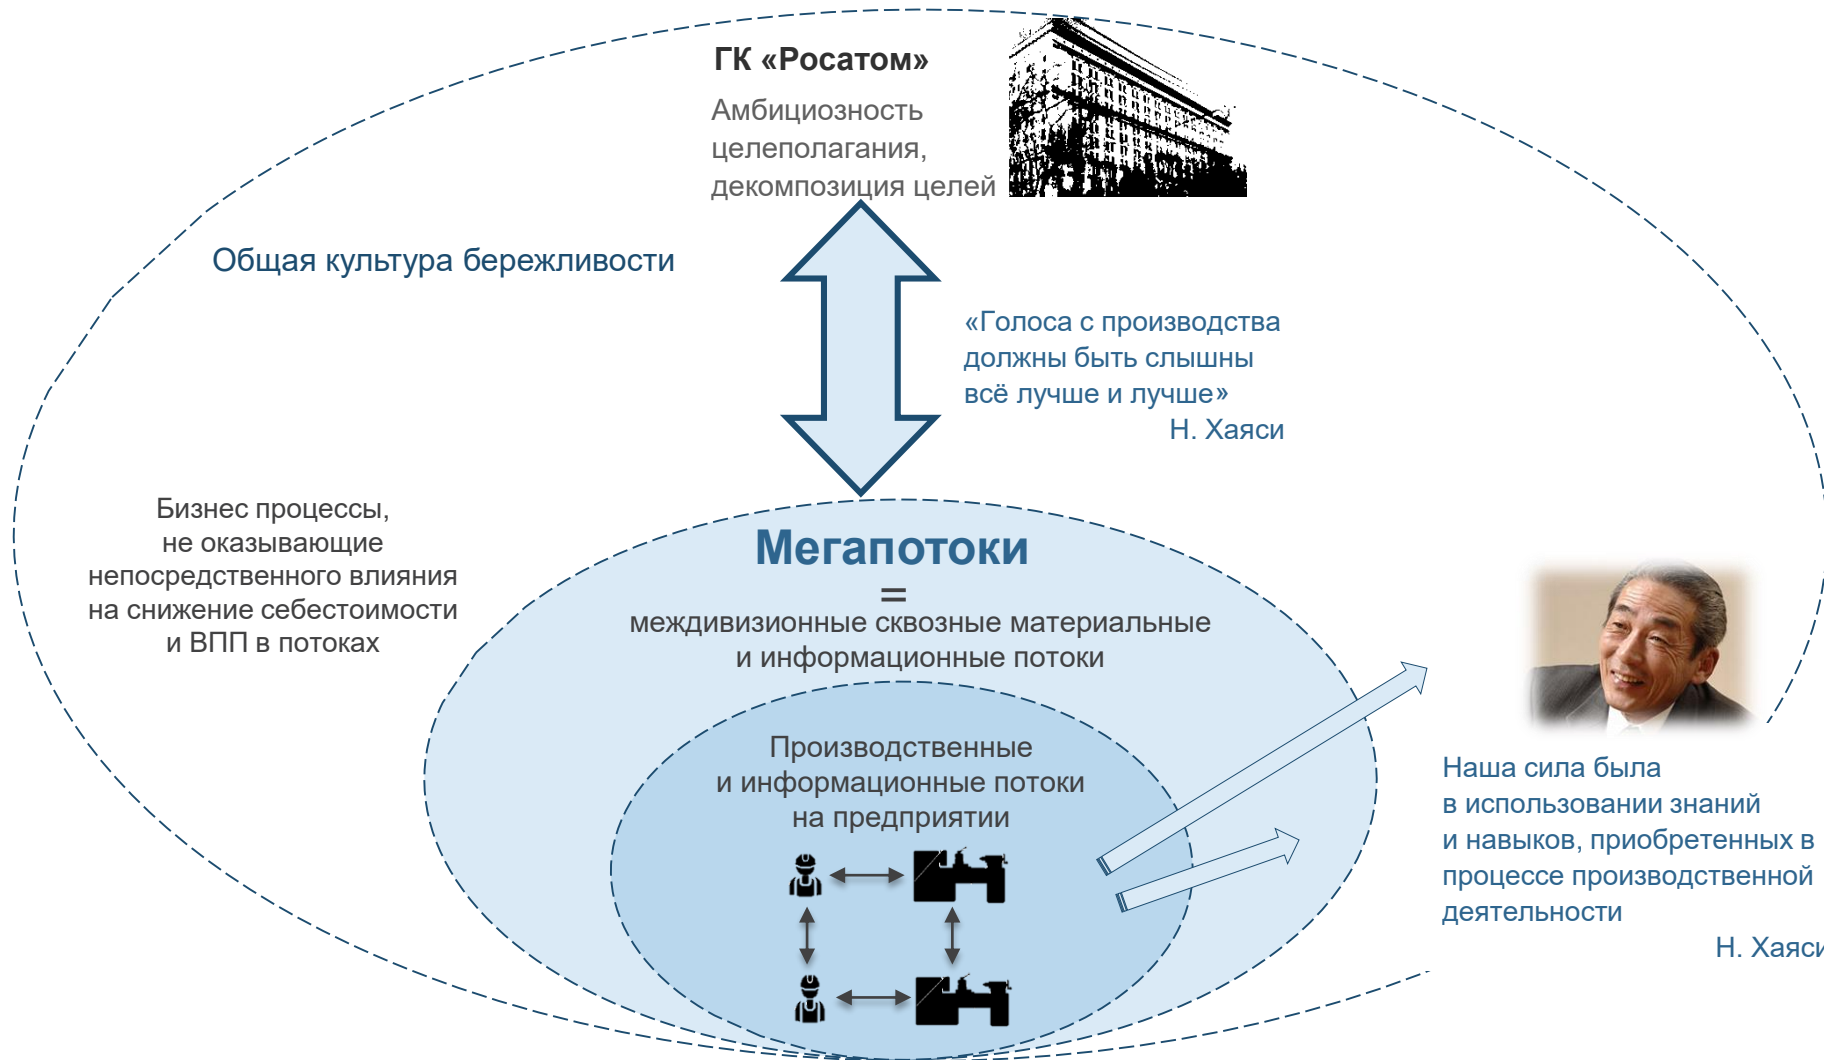 ГК «Росатом»
Амбициозность
целеполагания,
декомпозиция целей
Общая культура бережливости
«Голоса с производства
должны быть слышны
всё лучше и лучше»
Н. Хаяси
Бизнес процессы,
не оказывающие
непосредственного влияния
на снижение себестоимости
и ВПП в потоках
Мегапотоки
=
междивизионные сквозные материальные
и информационные потоки
Производственные
и информационные потоки
на предприятии
Наша сила была
в использовании знаний
и навыков, приобретенных в
процессе производственной
деятельности
Н. Хаяси